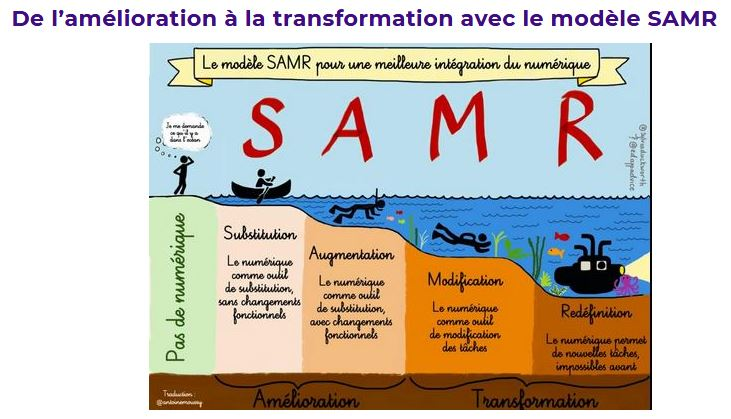 De l’amélioration à la transformation avec le modèle SAMR
Le modèle SAMR pour une meilleure intégration du numérique
S A M R
Je me demande
ce qu'il y a
dans l'océan
Pas de numérique
Substitution
Le numérique
comme outil
de substitution,
sans changements
fonctionnels
Augmentation
Le numérique
comme outil
de substitution,
avec changements
fonctionnels
Modification
Le numérique
comme outil
de modification
des tâches
Redéfinition
Le numérique permet
de nouvelles tâches,
impossibles avant
Amélioration
Transformation
Traduction :